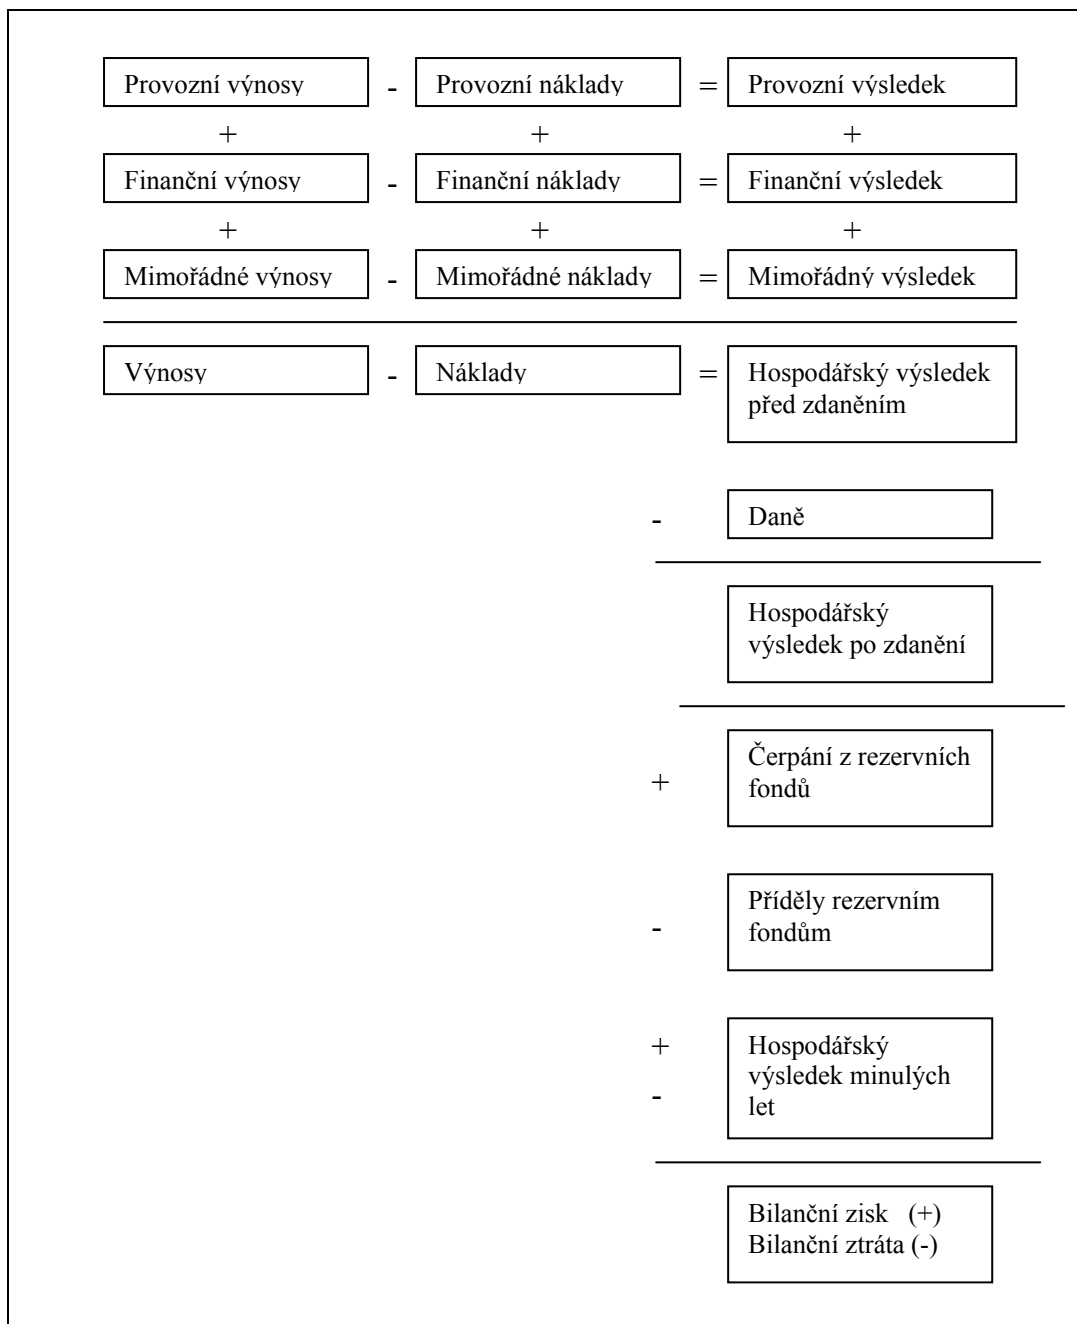 Provozní výnosy - Provozní náklady = Provozní výsledek
+ + +
Finanční výnosy - Finanční náklady = Finanční výsledek
+ + +
Mimořádné výnosy - Mimořádné náklady = Mimořádný výsledek
Výnosy - Náklady = Hospodářský výsledek
před zdaněním
- Daně
Hospodářský
výsledek po zdanění
Čerpání z rezervních
+ fondů
Příděly rezervním
- fondům
+ Hospodářský
výsledek minulých
- let
Bilanční zisk (+)
Bilanční ztráta (-)